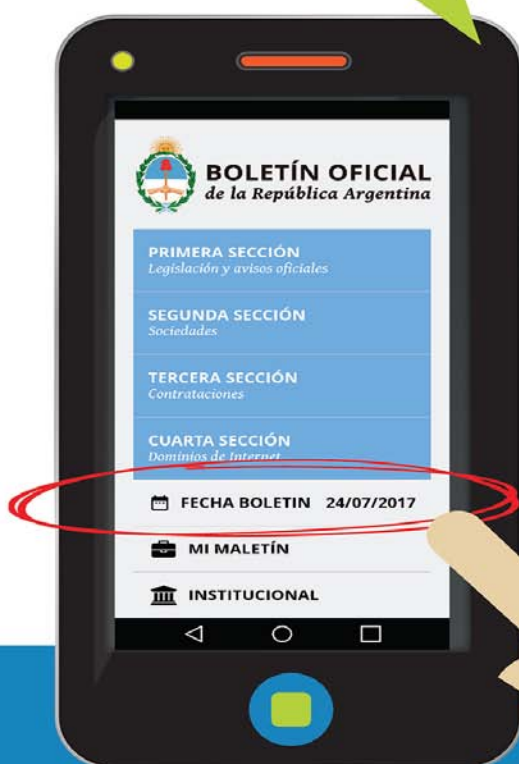 BOLETÍN OFICIAL
de la República Argentina
PRIMERA SECCIÓN
Legislación y avisos oficiales
SEGUNDA SECCIÓN
Sociedades
TERCERA SECCIÓN
Contrataciones
CUARTA SECCIÓN
Dominios de Internet
FECHA BOLETIN 24/07/2017
MI MALETÍN
INSTITUCIONAL